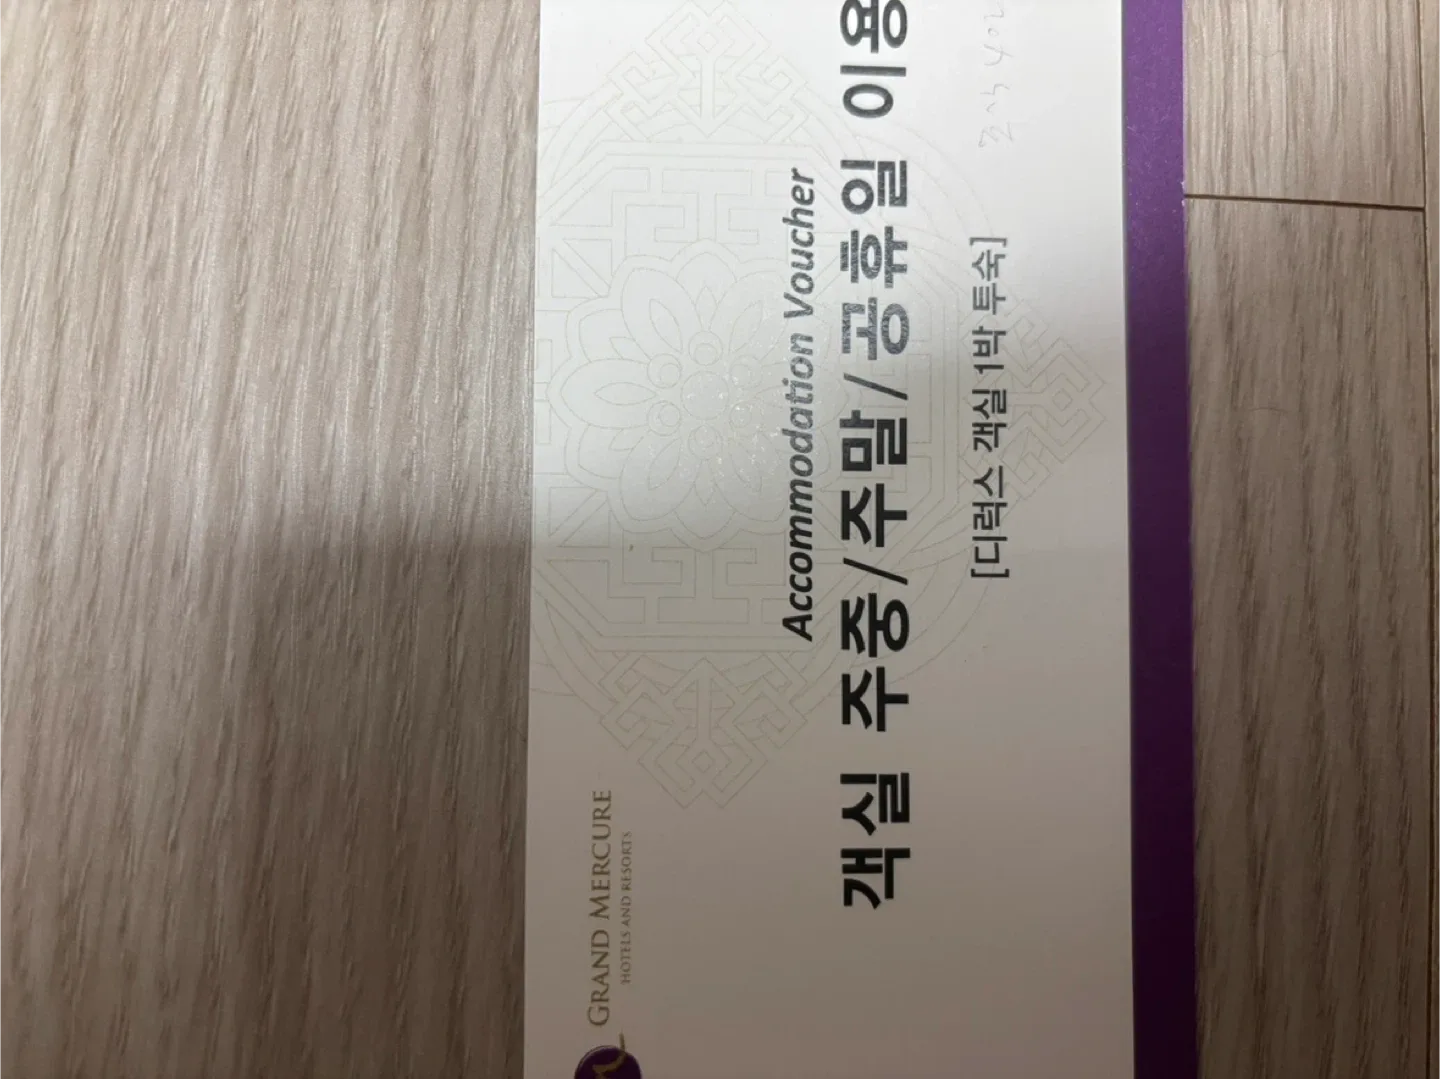 GRAND MERCURE
HOTELS AND RESORTS
Accommodation Voucher
객실 주중/주말/공휴일 이용
[디럭스 객실 1박 투숙]